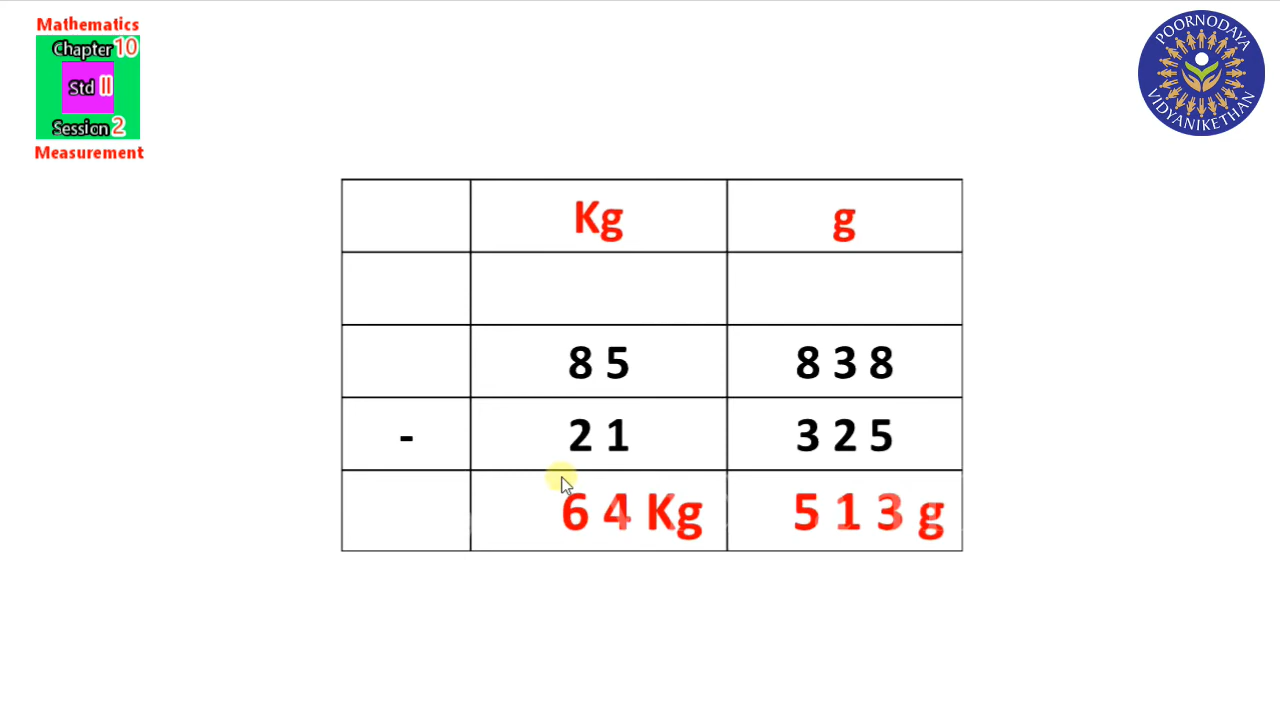 Mathematics
Chapter 10
Std II
Session 2
Measurement
POORNODAYA
VIDYANIKETHAN
Kg g
8 5 8 3 8
- 2 1 3 2 5
6 4 Kg 5 1 3 g